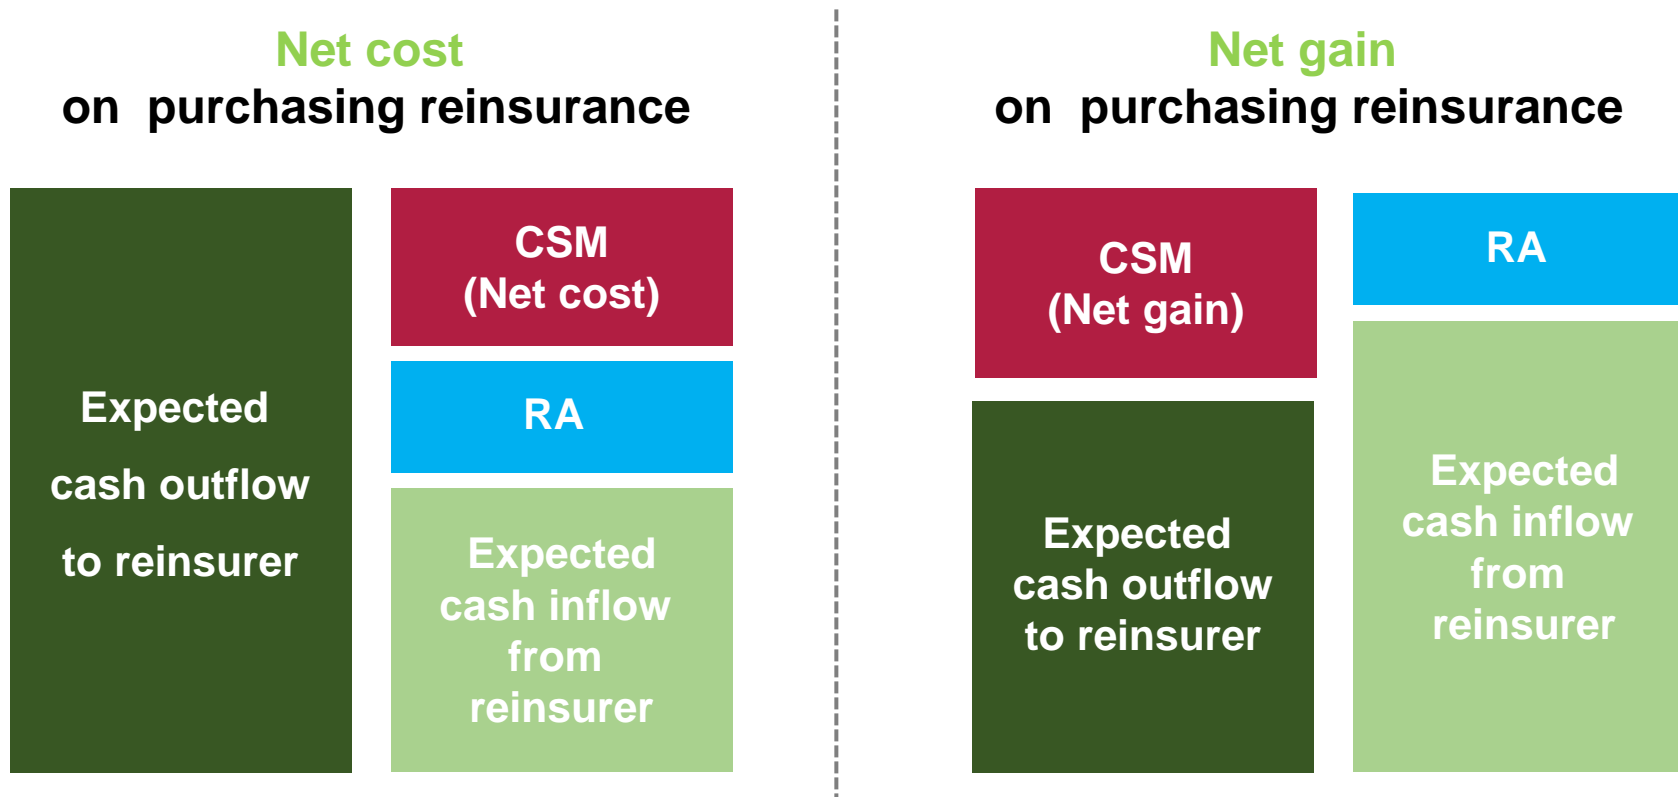 Net cost
on purchasing reinsurance
Expected
cash outflow
to reinsurer
CSM
(Net cost)
RA
Expected
cash inflow
from
reinsurer
Net gain
on purchasing reinsurance
CSM
(Net gain)
Expected
cash outflow
to reinsurer
RA
Expected
cash inflow
from
reinsurer